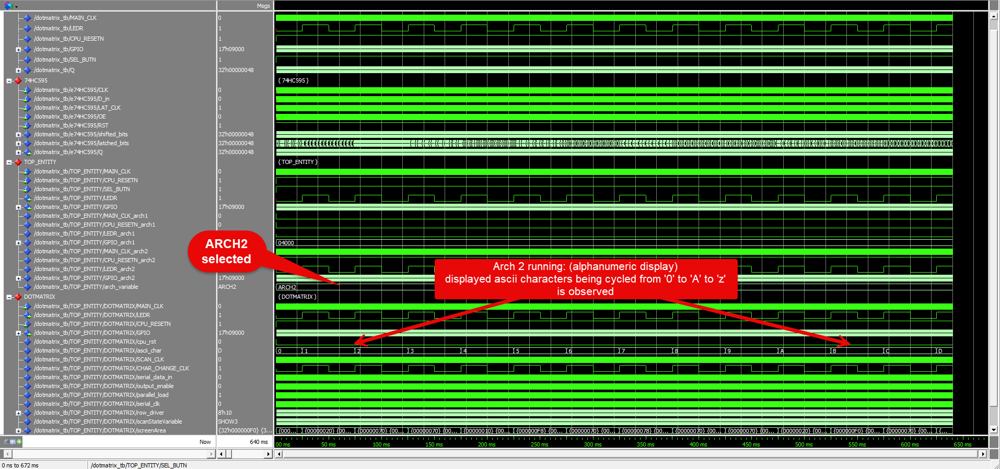 Msgs
/dotmatrix_tb/MAIN_CLK 0
/dotmatrix_tb/LEDR 1
/dotmatrix_tb/CPU_RESETN 1
/dotmatrix_tb/GPIO 17'h09000
/dotmatrix_tb/SEL_BUTN 1
/dotmatrix_tb/Q 32'h00000048
74HC595 ( 74HC595 )
/dotmatrix_tb/e74HC595/CLK 0
/dotmatrix_tb/e74HC595/D_in 0
/dotmatrix_tb/e74HC595/LAT_CLK 1
/dotmatrix_tb/e74HC595/OE 0
/dotmatrix_tb/e74HC595/RST 1
/dotmatrix_tb/e74HC595/shifted_bits 32'h00000048
/dotmatrix_tb/e74HC595/latched_bits 32'h00000048
/dotmatrix_tb/e74HC595/Q 32'h00000048
TOP_ENTITY ( TOP_ENTITY )
/dotmatrix_tb/TOP_ENTITY/MAIN_CLK 0
/dotmatrix_tb/TOP_ENTITY/CPU_RESETN 1
/dotmatrix_tb/TOP_ENTITY/SEL_BUTN 1
/dotmatrix_tb/TOP_ENTITY/LEDR 1
/dotmatrix_tb/TOP_ENTITY/GPIO 17'h09000
/dotmatrix_tb/TOP_ENTITY/MAIN_CLK_arch1 0
/dotmatrix_tb/TOP_ENTITY/CPU_RESETN_arch1 0
/dotmatrix_tb/TOP_ENTITY/LEDR_arch1
/dotmatrix_tb/TOP_ENTITY/GPIO_arch1 04000
/dotmatrix_tb/TOP_ENTITY/MAIN_CLK_arch2
/dotmatrix_tb/TOP_ENTITY/CPU_RESETN_arch2
/dotmatrix_tb/TOP_ENTITY/LEDR_arch2
/dotmatrix_tb/TOP_ENTITY/GPIO_arch2 17'h09000
/dotmatrix_tb/TOP_ENTITY/arch_variable ARCH2 ARCH2
ARCH2
selected
Arch 2 running: (alphanumeric display)
displayed ascii characters being cycled from '0' to 'A' to 'z'
is observed
DOTMATRIX ( DOTMATRIX )
/dotmatrix_tb/TOP_ENTITY/DOTMATRIX/MAIN_CLK 0
/dotmatrix_tb/TOP_ENTITY/DOTMATRIX/LEDR 1
/dotmatrix_tb/TOP_ENTITY/DOTMATRIX/CPU_RESETN 1
/dotmatrix_tb/TOP_ENTITY/DOTMATRIX/GPIO 17'h09000
/dotmatrix_tb/TOP_ENTITY/DOTMATRIX/cpu_rst 0
/dotmatrix_tb/TOP_ENTITY/DOTMATRIX/ascii_char D 0 1 2 3 4 5 6 7 8 9 A B C D
/dotmatrix_tb/TOP_ENTITY/DOTMATRIX/SCAN_CLK 0
/dotmatrix_tb/TOP_ENTITY/DOTMATRIX/CHAR_CHANGE_CLK 1
/dotmatrix_tb/TOP_ENTITY/DOTMATRIX/serial_data_in 0
/dotmatrix_tb/TOP_ENTITY/DOTMATRIX/output_enable 0
/dotmatrix_tb/TOP_ENTITY/DOTMATRIX/parallel_load 1
/dotmatrix_tb/TOP_ENTITY/DOTMATRIX/serial_clk 0
/dotmatrix_tb/TOP_ENTITY/DOTMATRIX/row_driver 8'h10
/dotmatrix_tb/TOP_ENTITY/DOTMATRIX/scanStateVariable SHOW3
/dotmatrix_tb/TOP_ENTITY/DOTMATRIX/screenArea {32'h000000F0} {3... {000... {00000020} {00... {00000070} {00... {00000070} {00... {00000010} {00... {000000F8} {00... {00000070} {00... {00000078} {00... {00000070} {00... {00000070} {00... {00000020} {00... {000000F0} {00... {00000070} {00... {...
Now 640 ms 00 ms 50 ms 100 ms 150 ms 200 ms 250 ms 300 ms 350 ms 400 ms 450 ms 500 ms 550 ms 600 ms 650 ms
0 ns to 672 ms /dotmatrix_tb/TOP_ENTITY/SEL_BUTN